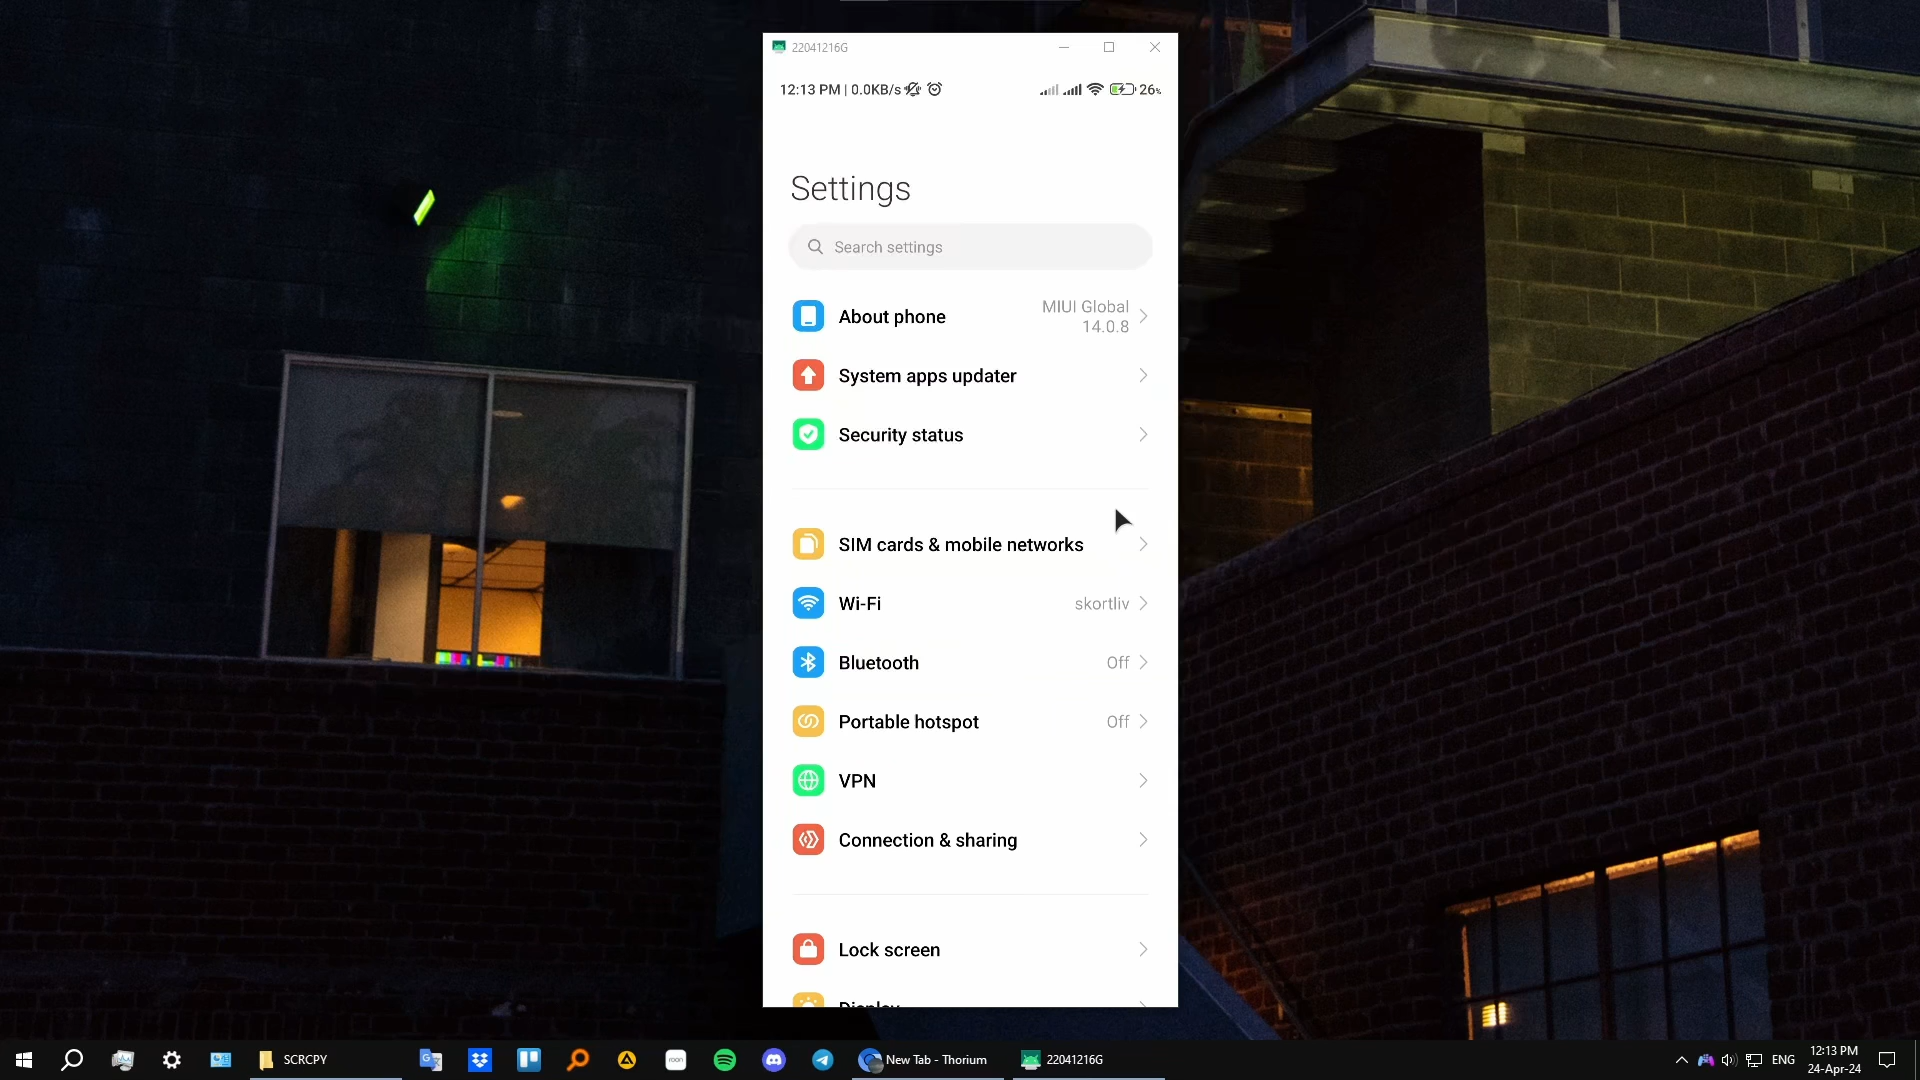 22041216G
12:13 PM | 0.0KB/s
26%
Settings
Search settings
About phone
MIUI Global
14.0.8
System apps updater
Security status
SIM cards & mobile networks
Wi-Fi
skortliv
Bluetooth
Off
Portable hotspot
Off
VPN
Connection & sharing
Lock screen
Display
SCRCPY
roon
New Tab - Thorium
22041216G
ENG
12:13 PM
24-Apr-24